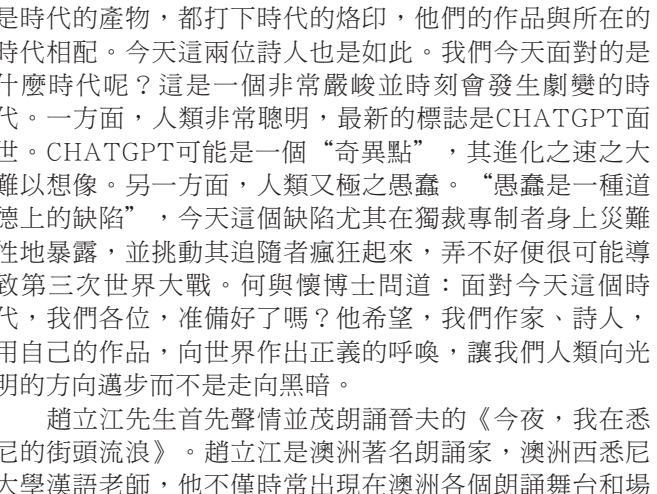 是時代的產物，都打下時代的烙印，他們的作品與所在的
時代相配。今天這兩位詩人也是如此。我們今天面對的是
什麼時代呢？這是一個非常嚴峻並時刻會發生劇變的時
代。一方面，人類非常聰明，最新的標誌是CHATGPT面
世。CHATGPT可能是一個“奇異點”，其進化之速之大
難以想像。另一方面，人類又極之愚蠢。“愚蠢是一種道
德上的缺陷”，今天這個缺陷尤其在獨裁專制者身上災難
性地暴露，並挑動其追隨者瘋狂起來，弄不好便很可能導
致第三次世界大戰。何與懷博士問道：面對今天這個時
代，我們各位，准備好了嗎？他希望，我們作家、詩人，
用自己的作品，向世界作出正義的呼喚，讓我們人類向光
明的方向邁步而不是走向黑暗。
趙立江先生首先聲情並茂朗誦晉夫的《今夜，我在悉
尼的街頭流浪》。趙立江是澳洲著名朗誦家，澳洲西悉尼
大學漢語老師，他不僅時常出現在澳洲各個朗誦舞台和場